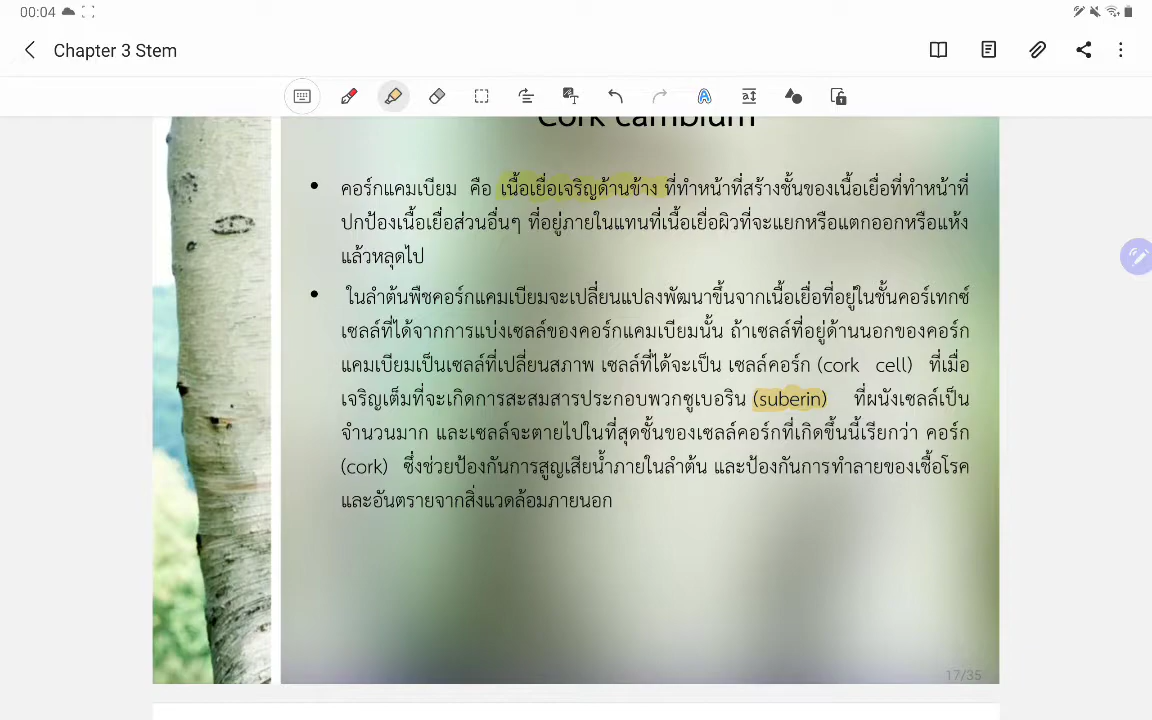 00:04
Chapter 3 Stem
Cork cambium
• คอร์กแคมเบียม คือ เนื้อเยื่อเจริญด้านข้าง ที่ทำหน้าที่สร้างชั้นของเนื้อเยื่อที่ทำหน้าที่
ปกป้องเนื้อเยื่อส่วนอื่นๆ ที่อยู่ภายในแทนที่เนื้อเยื่อผิวที่จะแยกหรือแตกออกหรือแห้ง
แล้วหลุดไป
• ในลำต้นพืชคอร์กแคมเบียมจะเปลี่ยนแปลงพัฒนาขึ้นจากเนื้อเยื่อที่อยู่ในชั้นคอร์เทกซ์
เซลล์ที่ได้จากการแบ่งเซลล์ของคอร์กแคมเบียมนั้น ถ้าเซลล์ที่อยู่ด้านนอกของคอร์ก
แคมเบียมเป็นเซลล์ที่เปลี่ยนสภาพ เซลล์ที่ได้จะเป็น เซลล์คอร์ก (cork cell) ที่เมื่อ
เจริญเต็มที่จะเกิดการสะสมสารประกอบพวกซูเบอริน (suberin) ที่ผนังเซลล์เป็น
จำนวนมาก และเซลล์จะตายไปในที่สุดชั้นของเซลล์คอร์กที่เกิดขึ้นนี้เรียกว่า คอร์ก
(cork) ซึ่งช่วยป้องกันการสูญเสียน้ำภายในลำต้น และป้องกันการทำลายของเชื้อโรค
และอันตรายจากสิ่งแวดล้อมภายนอก
17/35